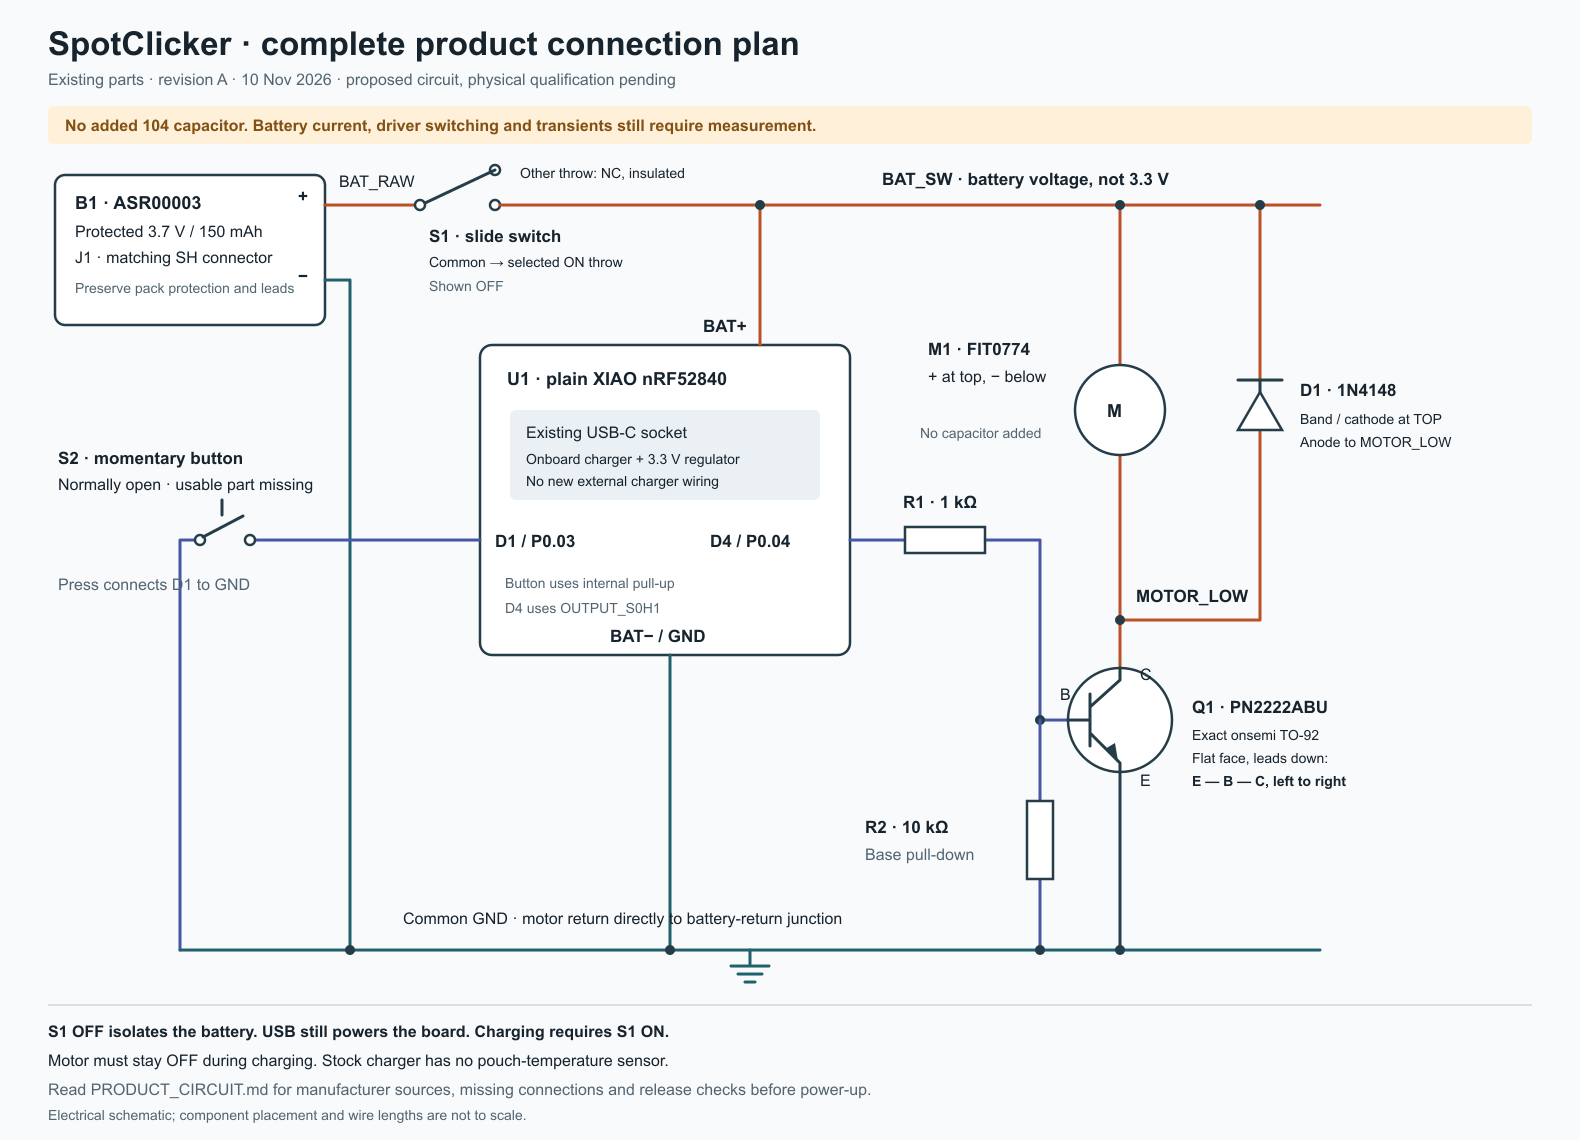 SpotClicker · complete product connection plan
Existing parts · revision A · 10 Nov 2026 · proposed circuit, physical qualification pending
No added 104 capacitor. Battery current, driver switching and transients still require measurement.
BAT_RAW
Other throw: NC, insulated
BAT_SW · battery voltage, not 3.3 V
B1 · ASR00003
+
Protected 3.7 V / 150 mAh
J1 · matching SH connector
−
Preserve pack protection and leads
S1 · slide switch
Common → selected ON throw
Shown OFF
BAT+
U1 · plain XIAO nRF52840
Existing USB-C socket
Onboard charger + 3.3 V regulator
No new external charger wiring
D1 / P0.03
D4 / P0.04
Button uses internal pull-up
D4 uses OUTPUT_S0H1
BAT− / GND
M1 · FIT0774
+ at top, − below
M
No capacitor added
D1 · 1N4148
Band / cathode at TOP
Anode to MOTOR_LOW
S2 · momentary button
Normally open · usable part missing
Press connects D1 to GND
R1 · 1 kΩ
MOTOR_LOW
C
B
E
Q1 · PN2222ABU
Exact onsemi TO-92
Flat face, leads down:
E — B — C, left to right
R2 · 10 kΩ
Base pull-down
Common GND · motor return directly to battery-return junction
S1 OFF isolates the battery. USB still powers the board. Charging requires S1 ON.
Motor must stay OFF during charging. Stock charger has no pouch-temperature sensor.
Read PRODUCT_CIRCUIT.md for manufacturer sources, missing connections and release checks before power-up.
Electrical schematic; component placement and wire lengths are not to scale.